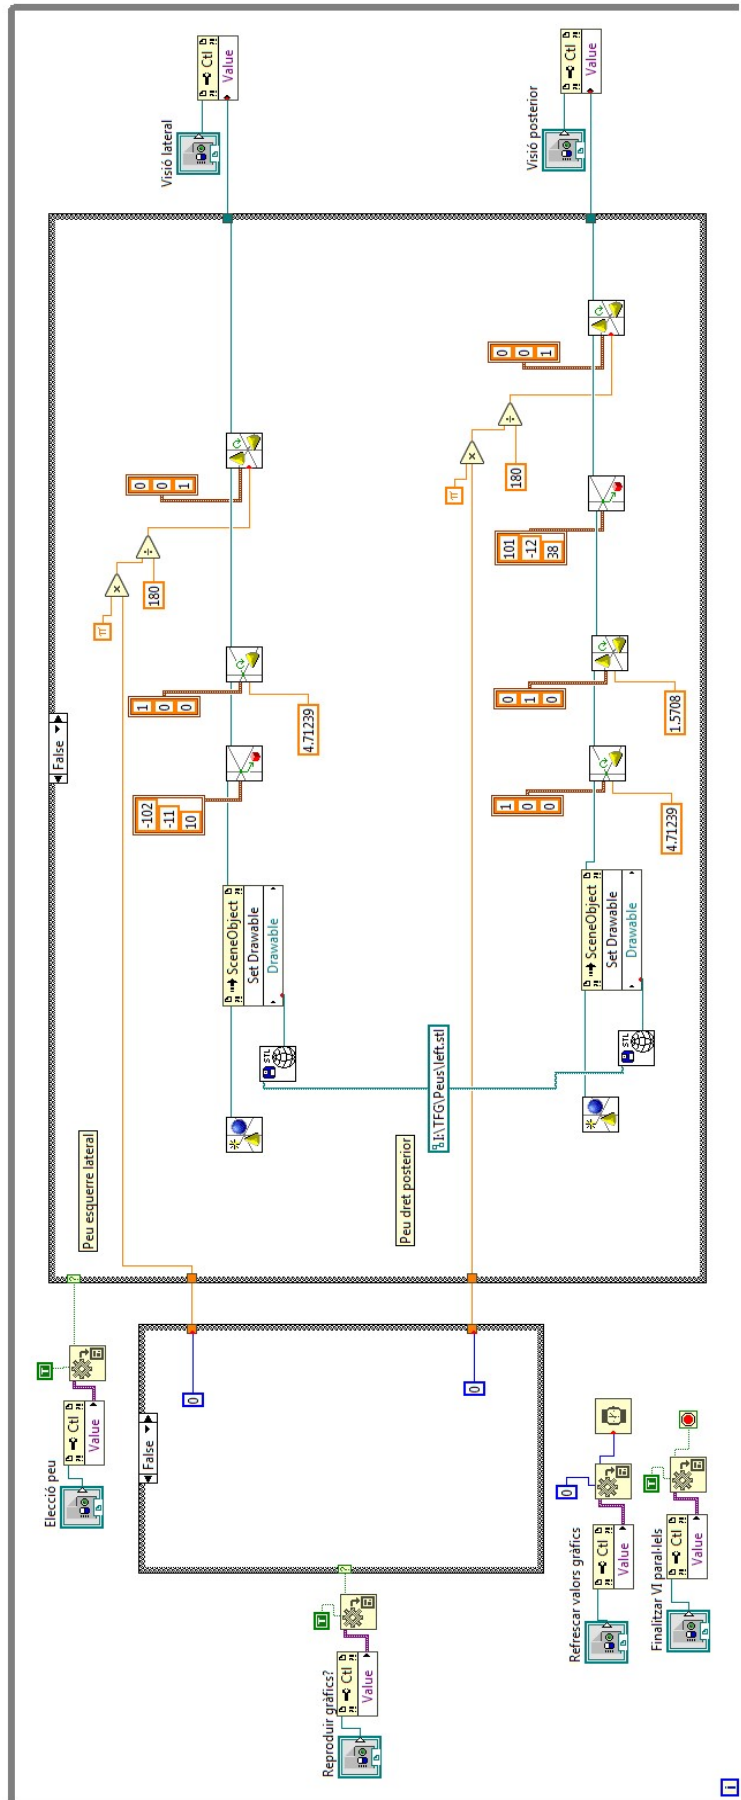 Elecció peu
Ctl
Value
T
False
Peu esquerre lateral
π
×
÷
180
-102
-11
10
1
0
0
4.71239
0
0
1
STL
SceneObject
Set Drawable
Drawable
Visió lateral
Ctl
Value
Reproduir gràfics?
Ctl
Value
T
False
0
0
I:\TFG\Peus\left.stl
Peu dret posterior
π
×
÷
180
STL
SceneObject
Set Drawable
Drawable
1
0
0
4.71239
0
1
0
1.5708
101
-12
38
0
0
1
Visió posterior
Ctl
Value
Refrescar valors gràfics
Ctl
Value
0
Finalitzar VI paral·lels
Ctl
Value
T
i